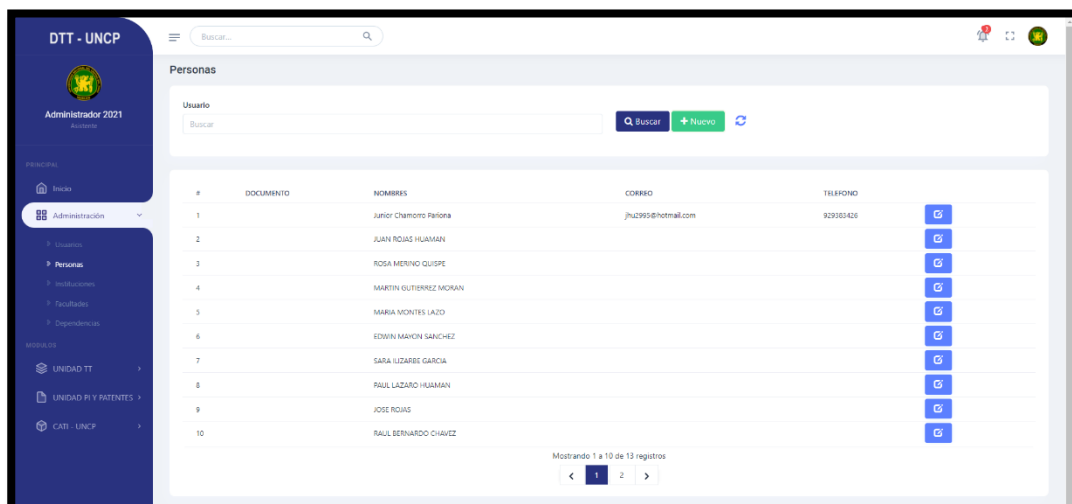 DTT - UNCP
Administrador 2021
Asistente
PRINCIPAL
Inicio
Administración
Usuarios
Personas
Instituciones
Facultades
Dependencias
MODULOS
UNIDAD TT
UNIDAD PI Y PATENTES
CATI - UNCP
Buscar...
Personas
Usuario
Buscar
Buscar
+ Nuevo
# DOCUMENTO NOMBRES CORREO TELEFONO
1 Junior Chamorro Pariona jhu2995@hotmail.com 929383426
2 JUAN ROJAS HUAMAN
3 ROSA MERINO QUISPE
4 MARTIN GUTIERREZ MORAN
5 MARIA MONTES LAZO
6 EDWIN MAYON SANCHEZ
7 SARA ILIZARBE GARCIA
8 PAUL LAZARO HUAMAN
9 JOSE ROJAS
10 RAUL BERNARDO CHAVEZ
Mostrando 1 a 10 de 13 registros
1 2